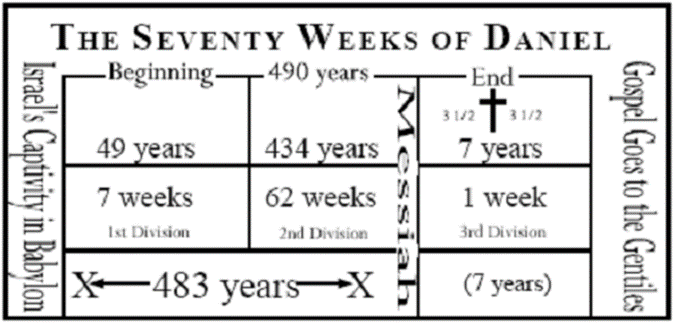 THE SEVENTY WEEKS OF DANIEL
Israel's Captivity in Babylon
Beginning 490 years End
3 1/2 3 1/2
49 years 434 years 7 years
7 weeks 62 weeks 1 week
1st Division 2nd Division 3rd Division
X 483 years X (7 years)
Messiah
Gospel Goes to the Gentiles